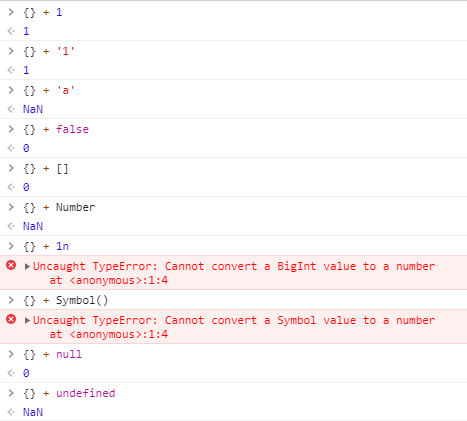 {} + 1
1
{} + '1'
1
{} + 'a'
NaN
{} + false
0
{} + []
0
{} + Number
NaN
{} + 1n
Uncaught TypeError: Cannot convert a BigInt value to a number
at <anonymous>:1:4
{} + Symbol()
Uncaught TypeError: Cannot convert a Symbol value to a number
at <anonymous>:1:4
{} + null
0
{} + undefined
NaN